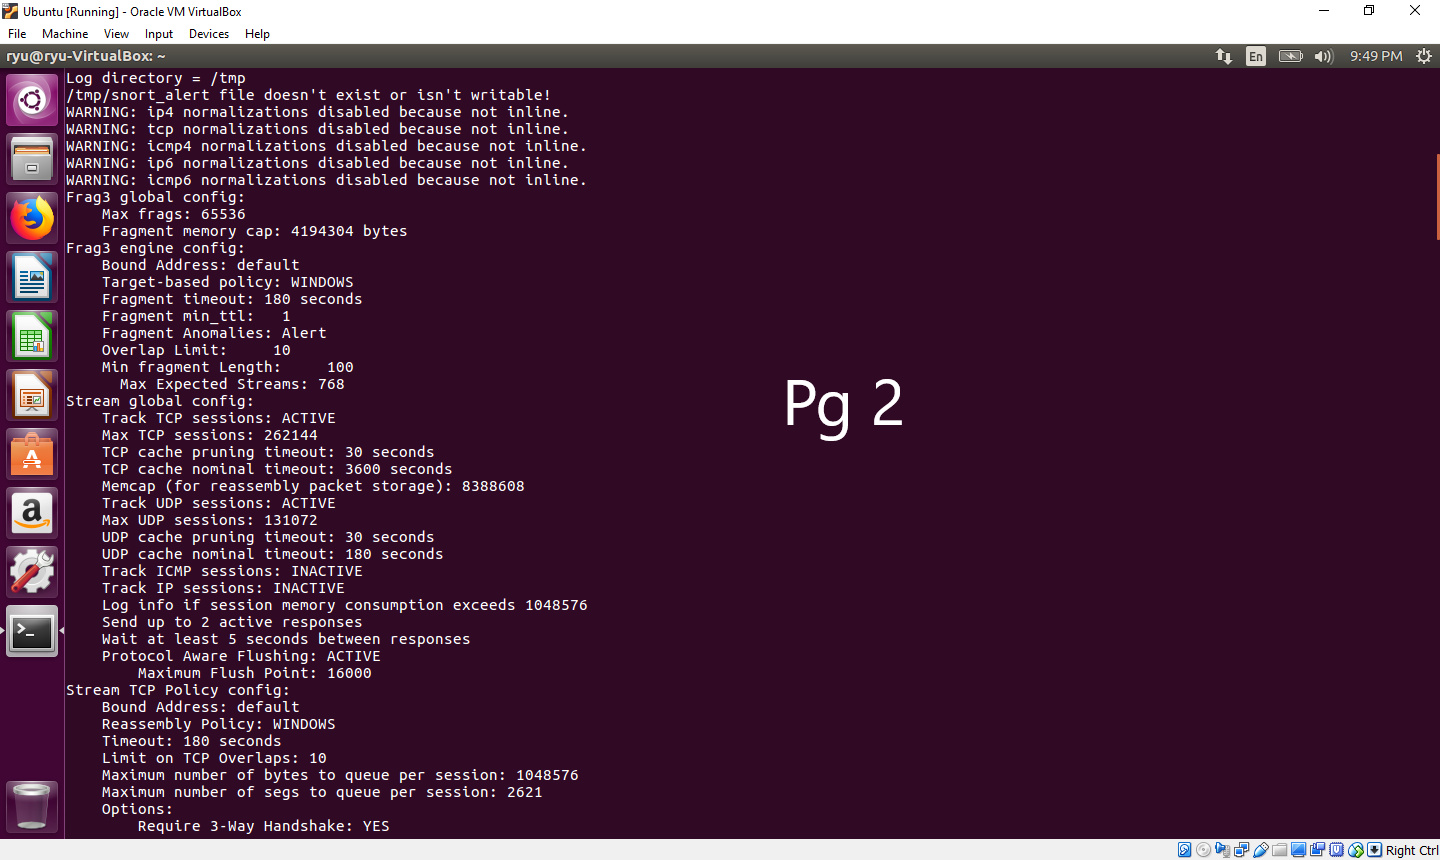 Ubuntu [Running] - Oracle VM VirtualBox
File Machine View Input Devices Help
ryu@ryu-VirtualBox: ~
En
9:49 PM
Log directory = /tmp
/tmp/snort_alert file doesn't exist or isn't writable!
WARNING: ip4 normalizations disabled because not inline.
WARNING: tcp normalizations disabled because not inline.
WARNING: icmp4 normalizations disabled because not inline.
WARNING: ip6 normalizations disabled because not inline.
WARNING: icmp6 normalizations disabled because not inline.
Frag3 global config:
    Max frags: 65536
    Fragment memory cap: 4194304 bytes
Frag3 engine config:
    Bound Address: default
    Target-based policy: WINDOWS
    Fragment timeout: 180 seconds
    Fragment min_ttl:   1
    Fragment Anomalies: Alert
    Overlap Limit:     10
    Min fragment Length:     100
      Max Expected Streams: 768
Stream global config:
    Track TCP sessions: ACTIVE
    Max TCP sessions: 262144
    TCP cache pruning timeout: 30 seconds
    TCP cache nominal timeout: 3600 seconds
    Memcap (for reassembly packet storage): 8388608
    Track UDP sessions: ACTIVE
    Max UDP sessions: 131072
    UDP cache pruning timeout: 30 seconds
    UDP cache nominal timeout: 180 seconds
    Track ICMP sessions: INACTIVE
    Track IP sessions: INACTIVE
    Log info if session memory consumption exceeds 1048576
    Send up to 2 active responses
    Wait at least 5 seconds between responses
    Protocol Aware Flushing: ACTIVE
        Maximum Flush Point: 16000
Stream TCP Policy config:
    Bound Address: default
    Reassembly Policy: WINDOWS
    Timeout: 180 seconds
    Limit on TCP Overlaps: 10
    Maximum number of bytes to queue per session: 1048576
    Maximum number of segs to queue per session: 2621
    Options:
        Require 3-Way Handshake: YES
Pg 2
Right Ctrl